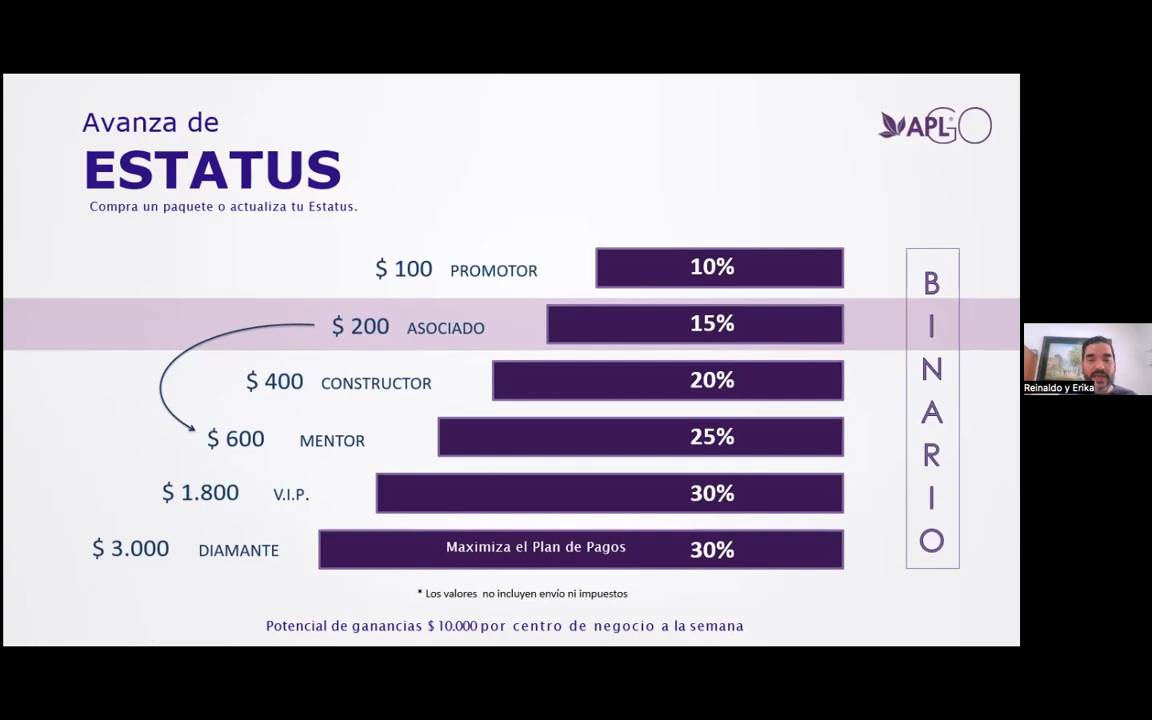 Avanza de
ESTATUS
Compra un paquete o actualiza tu Estatus.
APLGO
$ 100 PROMOTOR 10%
$ 200 ASOCIADO 15%
$ 400 CONSTRUCTOR 20%
$ 600 MENTOR 25%
$ 1.800 V.I.P. 30%
$ 3.000 DIAMANTE Maximiza el Plan de Pagos 30%
BINARIO
* Los valores no incluyen envío ni impuestos
Potencial de ganancias $ 10.000 por centro de negocio a la semana
Reinaldo y Erika